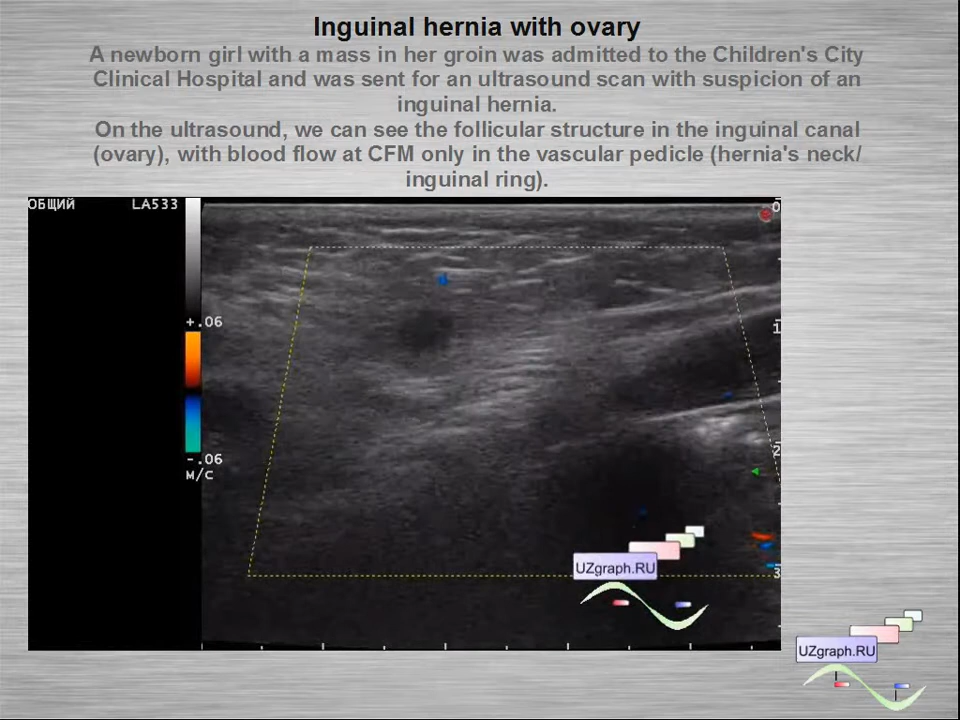 Inguinal hernia with ovary
A newborn girl with a mass in her groin was admitted to the Children's City
Clinical Hospital and was sent for an ultrasound scan with suspicion of an
inguinal hernia.
On the ultrasound, we can see the follicular structure in the inguinal canal
(ovary), with blood flow at CFM only in the vascular pedicle (hernia's neck/
inguinal ring).
ОБЩИЙ LA533
0
+.06
1
2
-.06
м/с
3
UZgraph.RU
UZgraph.RU